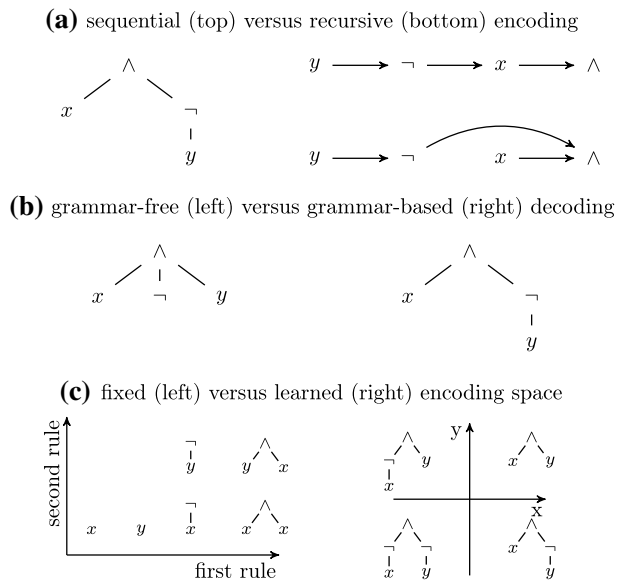 (a) sequential (top) versus recursive (bottom) encoding
∧
x ¬
y
y ¬ x ∧
y ¬ x ∧
(b) grammar-free (left) versus grammar-based (right) decoding
∧
x ¬ y
∧
x ¬
y
(c) fixed (left) versus learned (right) encoding space
second rule
¬ ∧
y y x
¬ ∧
x y x x x
first rule
y
x
∧
¬ y
x
∧
x y
∧
¬ ¬
x y
∧
x ¬
y